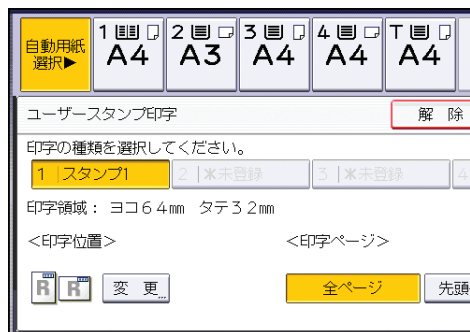 自動用紙
選択▶
1
A4
2
A3
3
A4
4
A4
T
A4
ユーザースタンプ印字
解 除
印字の種類を選択してください。
1 |スタンプ1
2 |*未登録
3 |*未登録
4
印字領域： ヨコ６４㎜ タテ３２㎜
<印字位置>
<印字ページ>
R
R
変 更...
全ページ
先頭